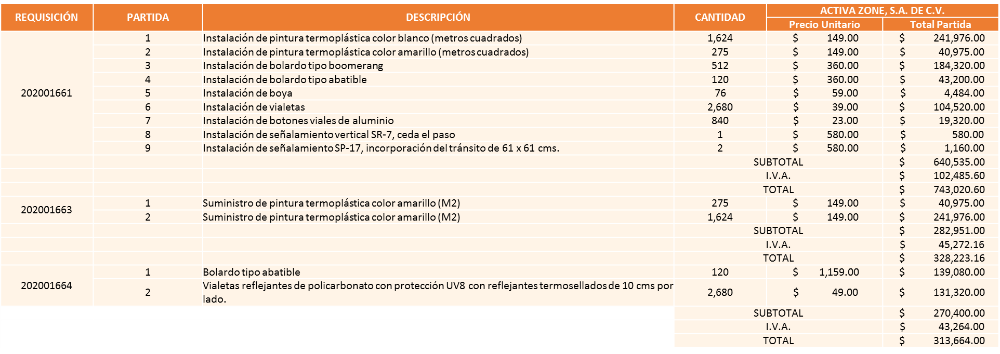 REQUISICIÓN PARTIDA DESCRIPCIÓN CANTIDAD ACTIVA ZONE, S.A. DE C.V.
Precio Unitario Total Partida
202001661
1 Instalación de pintura termoplástica color blanco (metros cuadrados) 1,624 $ 149.00 $ 241,976.00
2 Instalación de pintura termoplástica color amarillo (metros cuadrados) 275 $ 149.00 $ 40,975.00
3 Instalación de bolardo tipo boomerang 512 $ 360.00 $ 184,320.00
4 Instalación de bolardo tipo abatible 120 $ 360.00 $ 43,200.00
5 Instalación de boya 76 $ 59.00 $ 4,484.00
6 Instalación de vialetas 2,680 $ 39.00 $ 104,520.00
7 Instalación de botones viales de aluminio 840 $ 23.00 $ 19,320.00
8 Instalación de señalamiento vertical SR-7, ceda el paso 1 $ 580.00 $ 580.00
9 Instalación de señalamiento SP-17, incorporación del tránsito de 61 x 61 cms. 2 $ 580.00 $ 1,160.00
SUBTOTAL $ 640,535.00
I.V.A. $ 102,485.60
TOTAL $ 743,020.60
202001663
1 Suministro de pintura termoplástica color amarillo (M2) 275 $ 149.00 $ 40,975.00
2 Suministro de pintura termoplástica color amarillo (M2) 1,624 $ 149.00 $ 241,976.00
SUBTOTAL $ 282,951.00
I.V.A. $ 45,272.16
TOTAL $ 328,223.16
202001664
1 Bolardo tipo abatible 120 $ 1,159.00 $ 139,080.00
2 Vialetas reflejantes de policarbonato con protección UV8 con reflejantes termosellados de 10 cms por
lado. 2,680 $ 49.00 $ 131,320.00
SUBTOTAL $ 270,400.00
I.V.A. $ 43,264.00
TOTAL $ 313,664.00